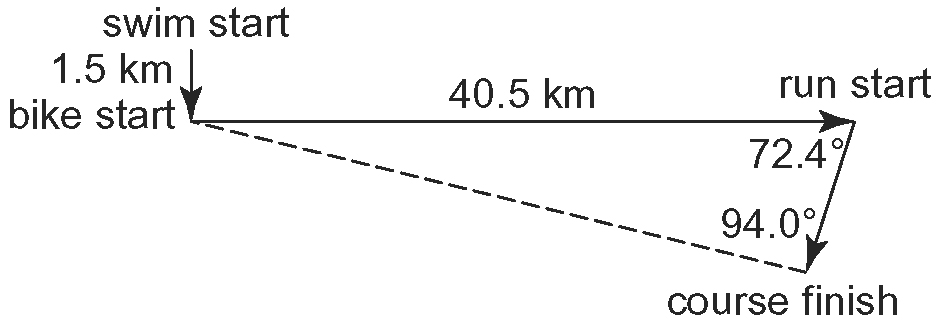 swim start
1.5 km
bike start
40.5 km
run start
72.4°
94.0°
course finish